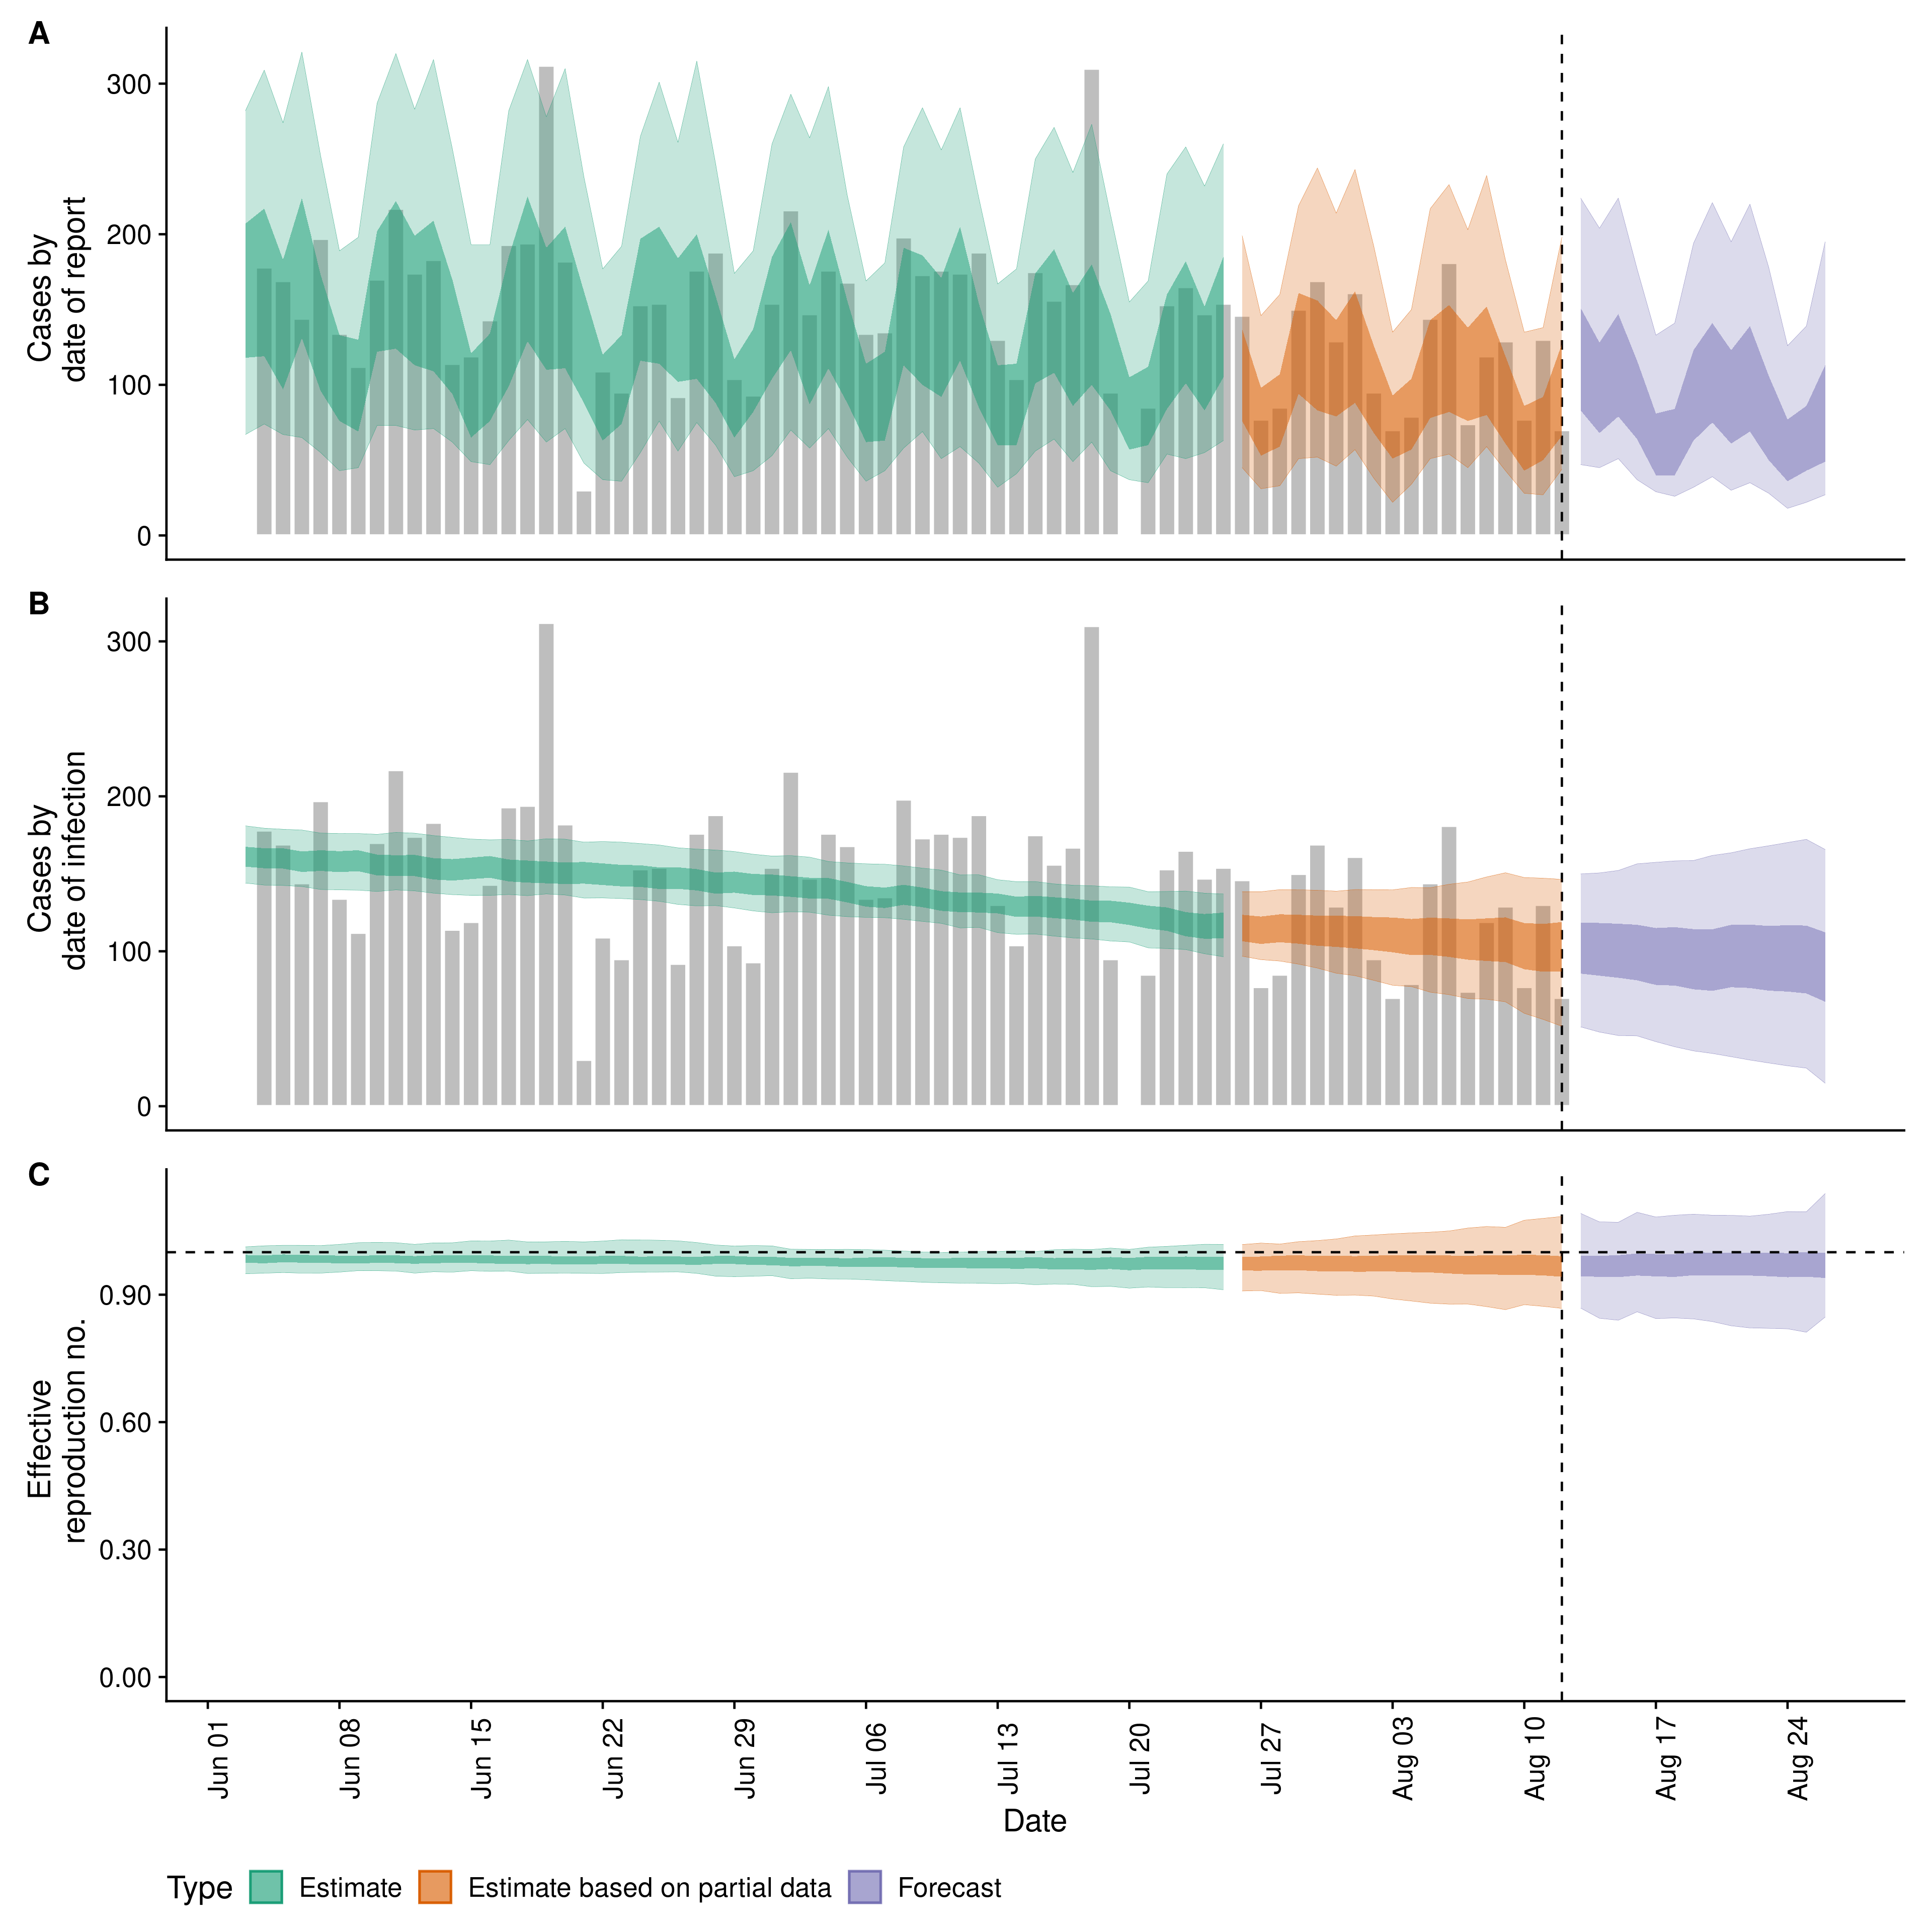 A
Cases by
date of report
300
200
100
0
B
Cases by
date of infection
300
200
100
0
C
Effective
reproduction no.
0.90
0.60
0.30
0.00
Jun 01
Jun 08
Jun 15
Jun 22
Jun 29
Jul 06
Jul 13
Jul 20
Jul 27
Aug 03
Aug 10
Aug 17
Aug 24
Date
Type Estimate Estimate based on partial data Forecast